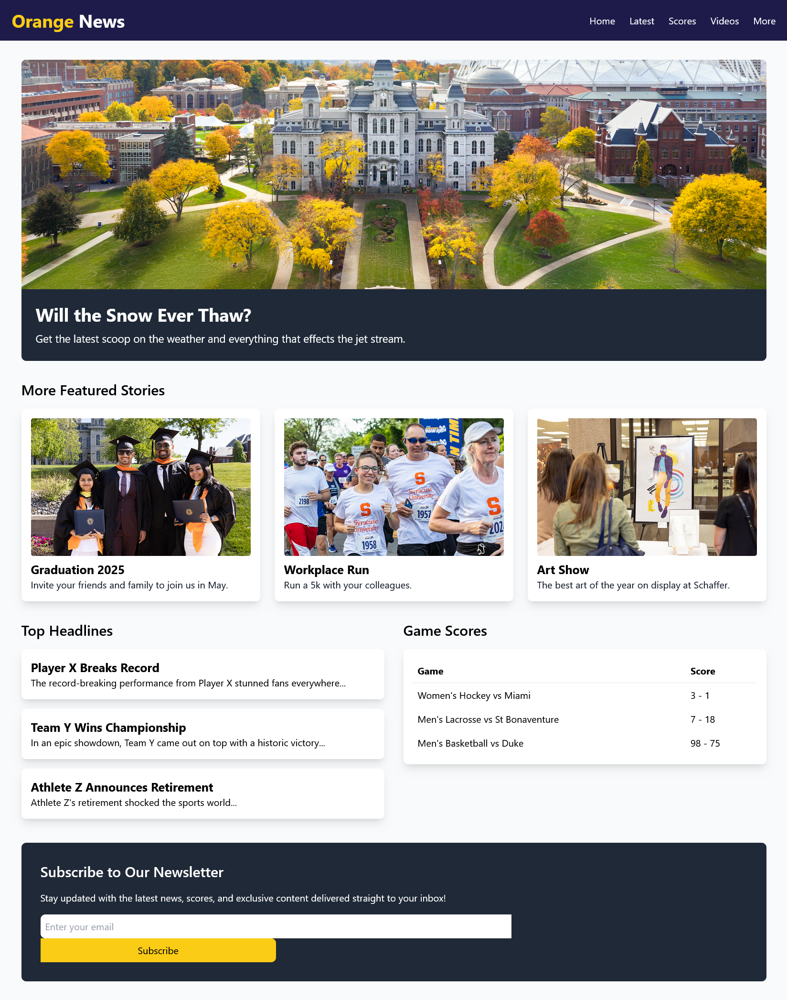 Orange News
Home Latest Scores Videos More
Will the Snow Ever Thaw?
Get the latest scoop on the weather and everything that effects the jet stream.
More Featured Stories
2198
S
Syracuse
University
1958
S
Syracuse
University
1957
S
202
RUN
N TIM
Graduation 2025
Invite your friends and family to join us in May.
Workplace Run
Run a 5k with your colleagues.
Art Show
The best art of the year on display at Schaffer.
Top Headlines
Player X Breaks Record
The record-breaking performance from Player X stunned fans everywhere...
Team Y Wins Championship
In an epic showdown, Team Y came out on top with a historic victory...
Athlete Z Announces Retirement
Athlete Z's retirement shocked the sports world...
Game Scores
Game Score
Women's Hockey vs Miami 3 - 1
Men's Lacrosse vs St Bonaventure 7 - 18
Men's Basketball vs Duke 98 - 75
Subscribe to Our Newsletter
Stay updated with the latest news, scores, and exclusive content delivered straight to your inbox!
Enter your email
Subscribe